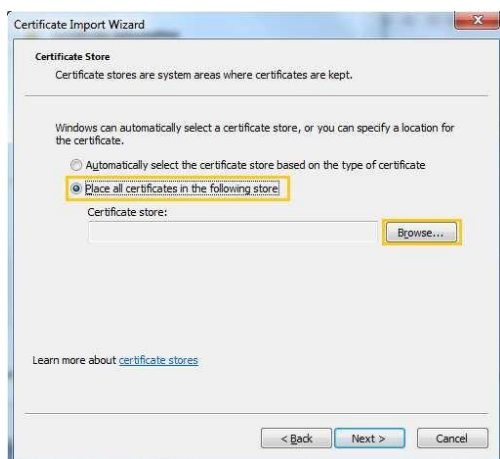 Certificate Import Wizard
Certificate Store
Certificate stores are system areas where certificates are kept.
Windows can automatically select a certificate store, or you can specify a location for
the certificate.
Automatically select the certificate store based on the type of certificate
Place all certificates in the following store
Certificate store:
Browse...
Learn more about certificate stores
< Back Next > Cancel